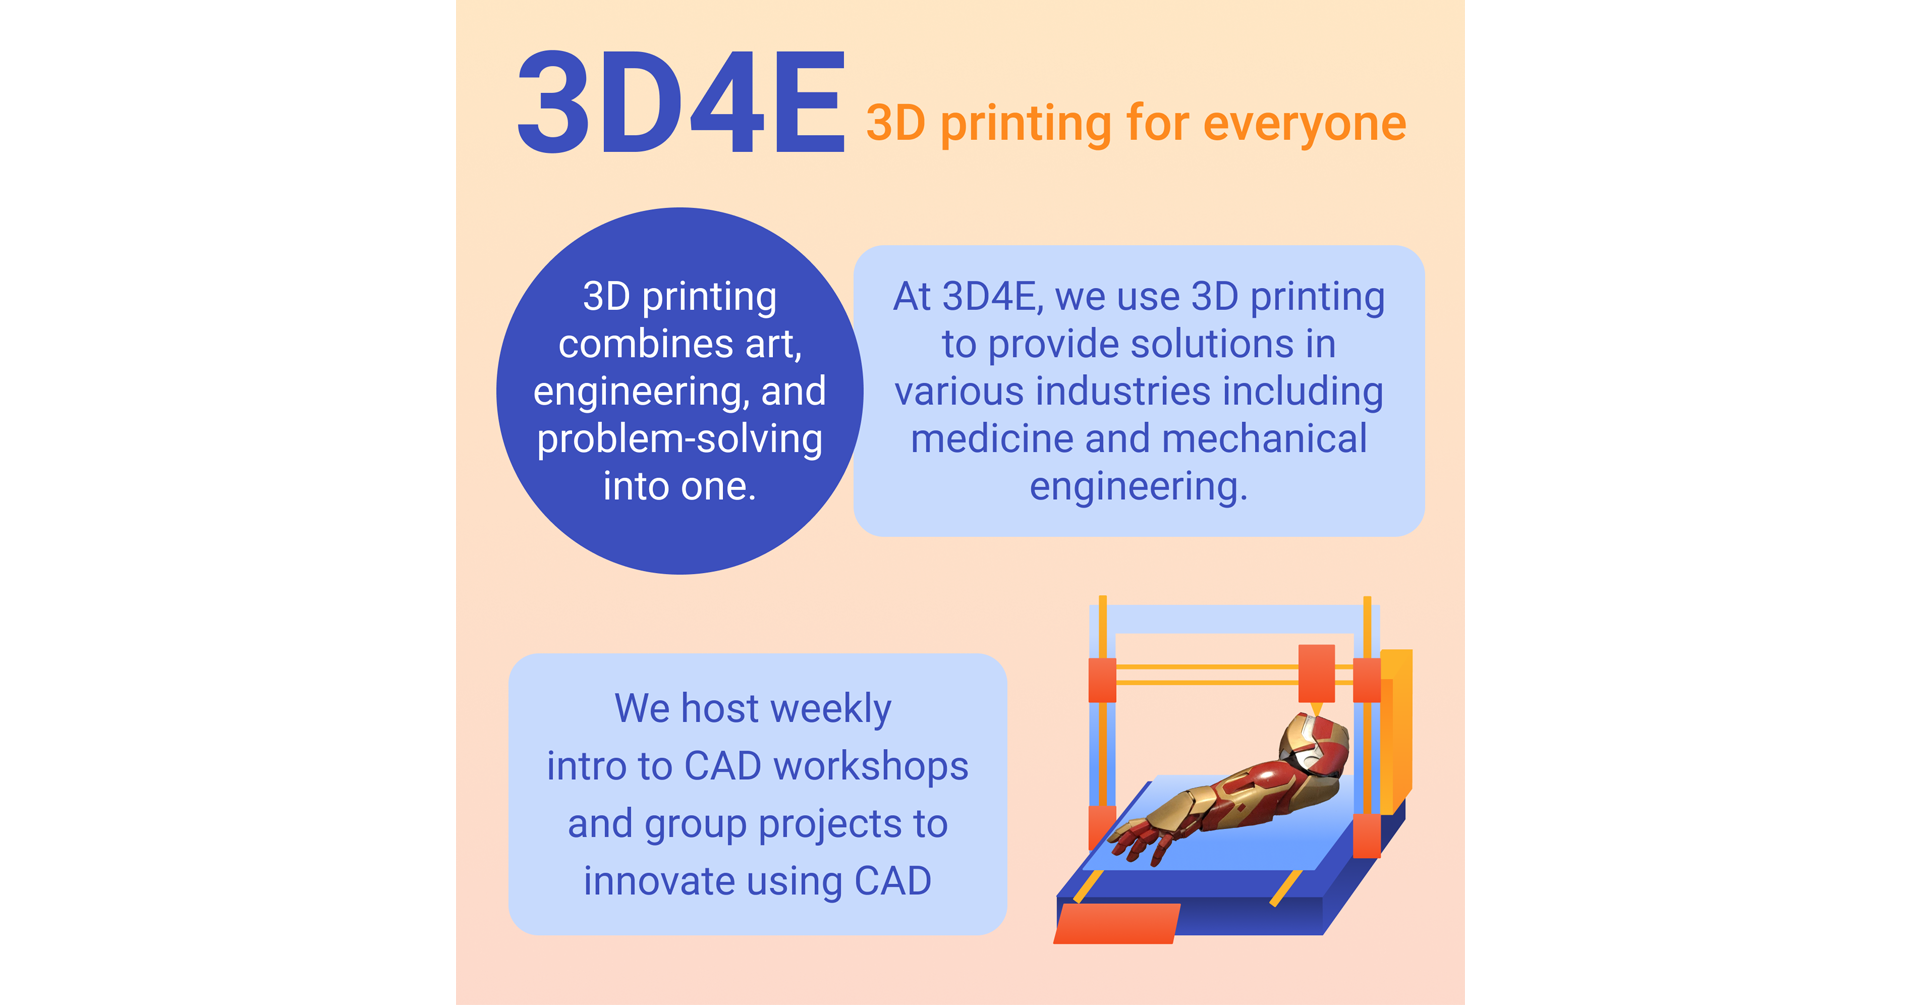 3D4E
3D printing for everyone
3D printing
combines art,
engineering, and
problem-solving
into one.
At 3D4E, we use 3D printing
to provide solutions in
various industries including
medicine and mechanical
engineering.
We host weekly
intro to CAD workshops
and group projects to
innovate using CAD